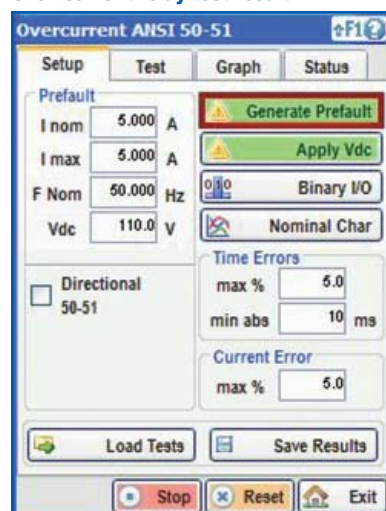 Overcurrent ANSI 50-51
F1
Setup Test Graph Status
Prefault
I nom 5.000 A
I max 5.000 A
F Nom 50.000 Hz
Vdc 110.0 V
Generate Prefault
Apply Vdc
Binary I/O
Nominal Char
Directional
50-51
Time Errors
max % 5.0
min abs 10 ms
Current Error
max % 5.0
Load Tests
Save Results
Stop Reset Exit